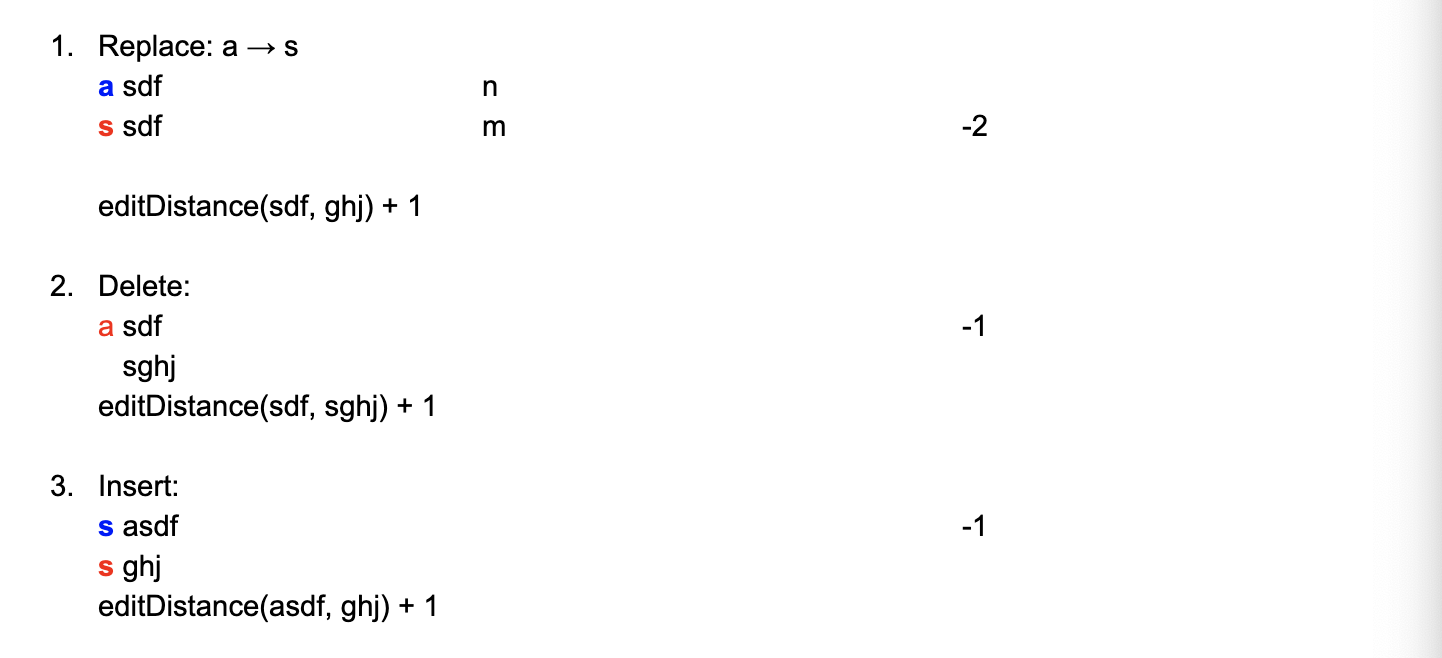 1. Replace: a → s
a sdf n
s sdf m -2
editDistance(sdf, ghj) + 1
2. Delete:
a sdf -1
sghj
editDistance(sdf, sghj) + 1
3. Insert:
s asdf -1
s ghj
editDistance(asdf, ghj) + 1